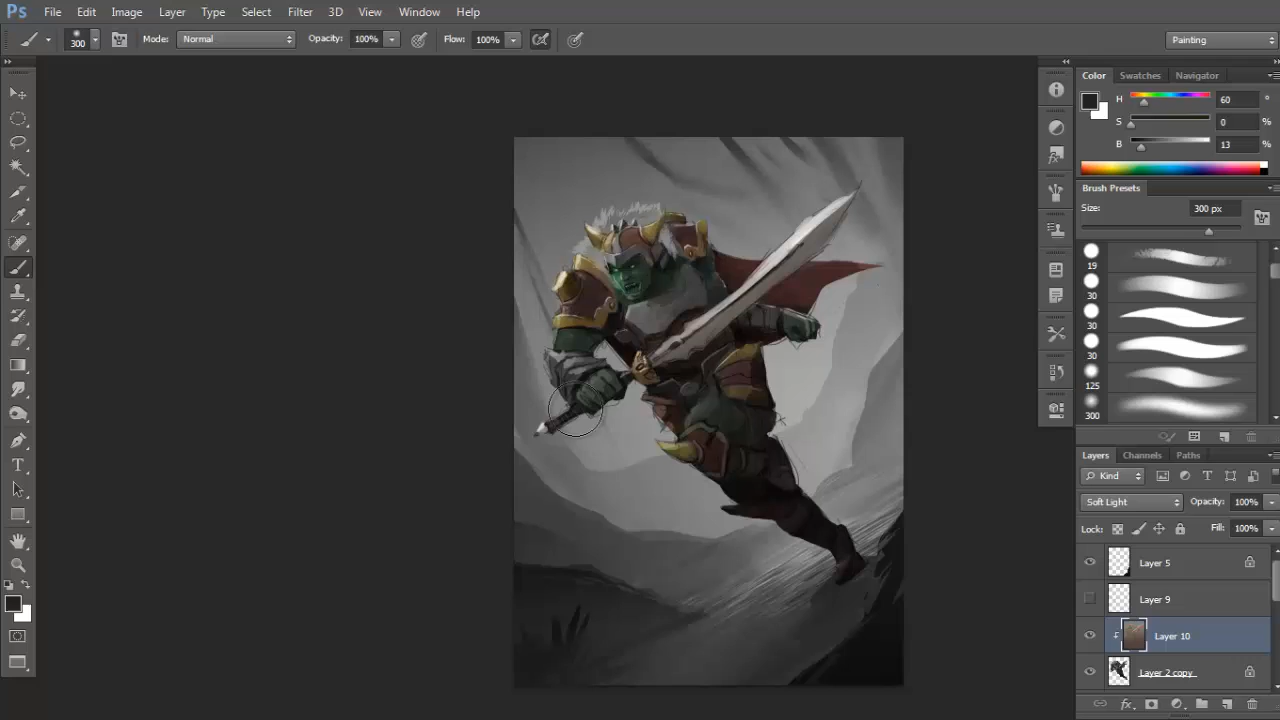 Ps File Edit Image Layer Type Select Filter 3D View Window Help
300 Mode: Normal Opacity: 100% Flow: 100% Painting
Color Swatches Navigator
H 60 °
S 0 %
B 13 %
Brush Presets
Size: 300 px
19
30
30
30
125
300
Layers Channels Paths
Kind
Soft Light Opacity: 100%
Lock: Fill: 100%
Layer 5
Layer 9
Layer 10
Layer 2 copy